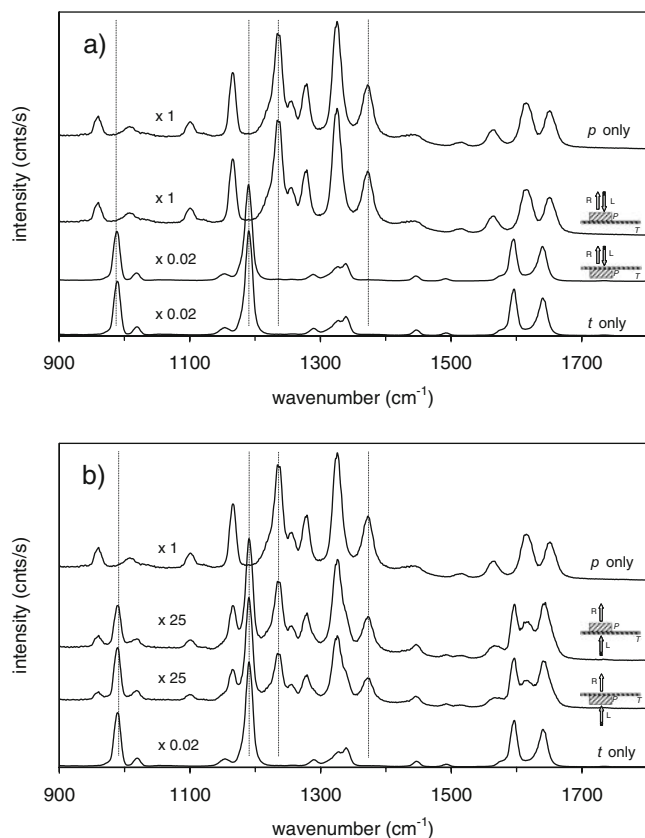 a)
intensity (cnts/s)
x 1
p only
x 1
R L P T
x 0.02
R L P T
x 0.02
t only
900 1100 1300 1500 1700
wavenumber (cm-1)
b)
intensity (cnts/s)
x 1
p only
x 25
R P T L
x 25
R T P L
x 0.02
t only
900 1100 1300 1500 1700
wavenumber (cm-1)